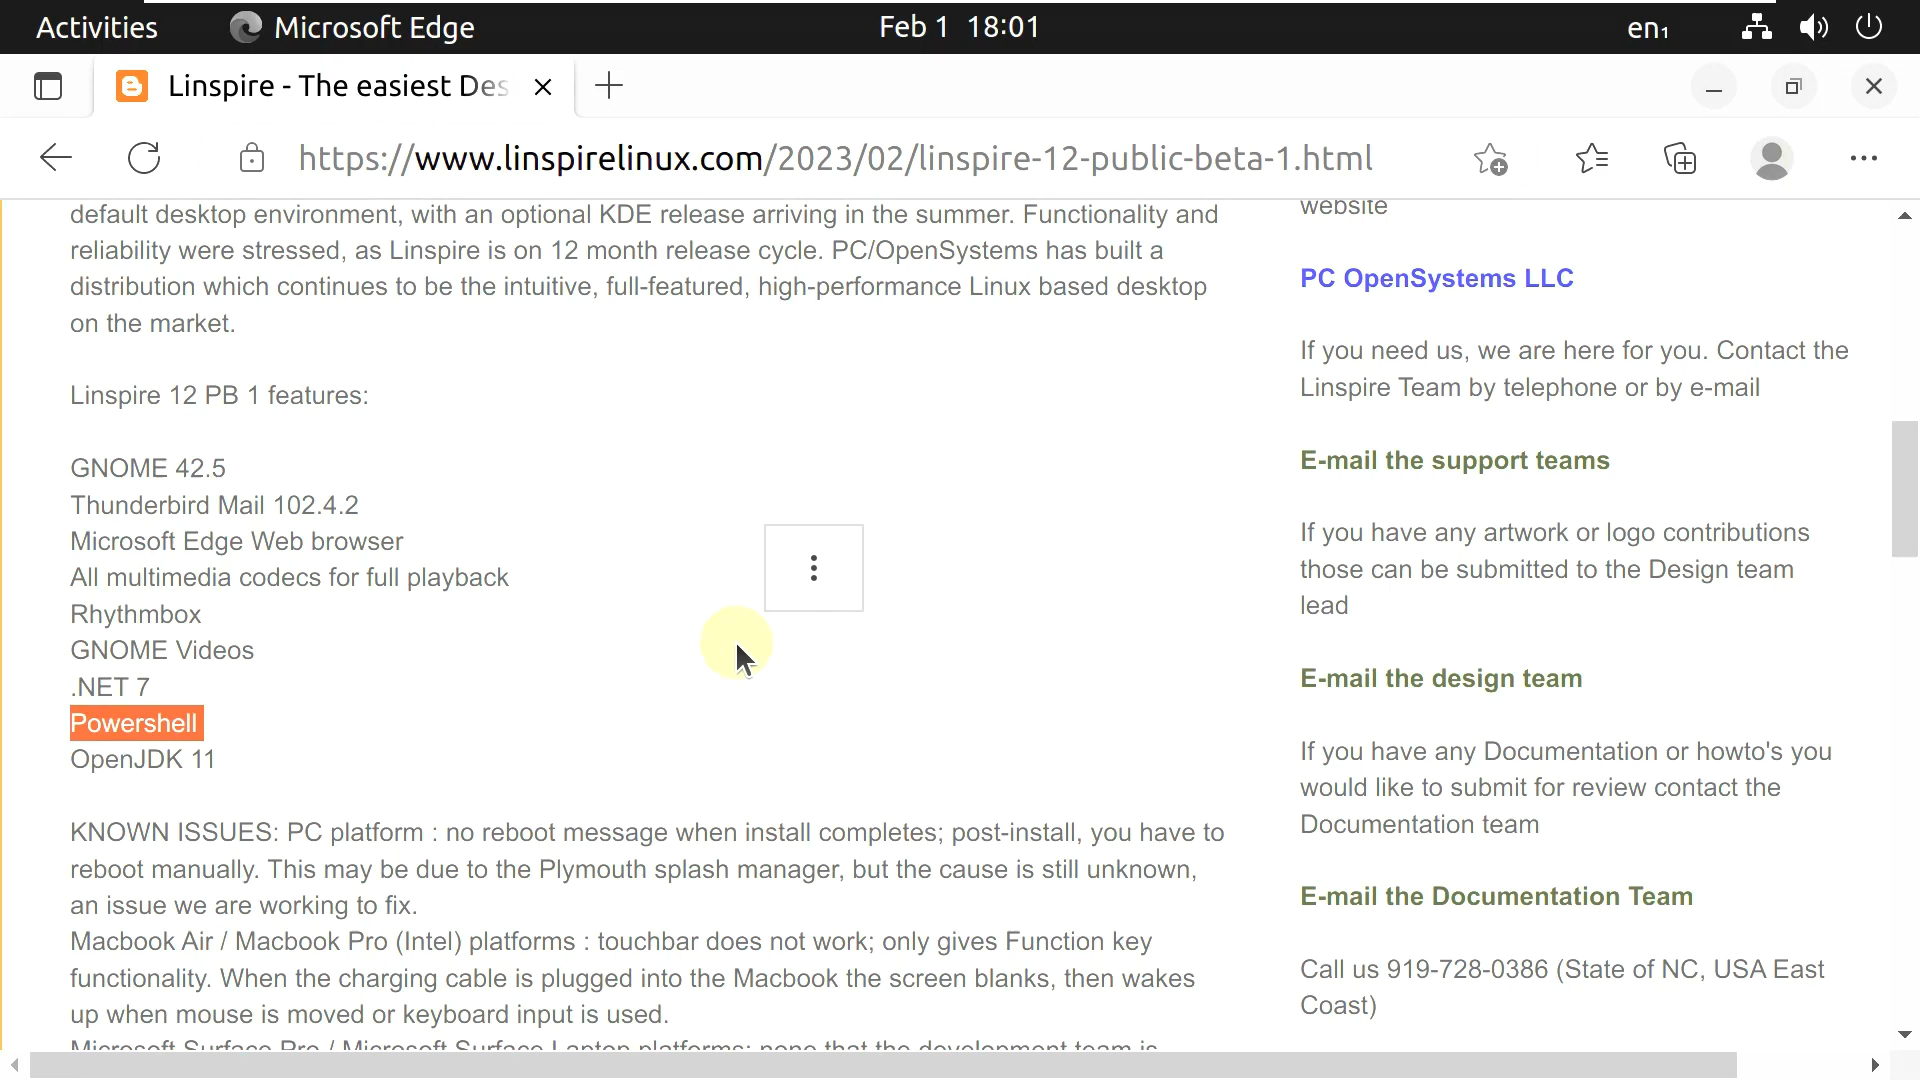 Activities Microsoft Edge Feb 1 18:01 en₁
Linspire - The easiest Des
https://www.linspirelinux.com/2023/02/linspire-12-public-beta-1.html
default desktop environment, with an optional KDE release arriving in the summer. Functionality and
reliability were stressed, as Linspire is on 12 month release cycle. PC/OpenSystems has built a
distribution which continues to be the intuitive, full-featured, high-performance Linux based desktop
on the market.
Linspire 12 PB 1 features:
GNOME 42.5
Thunderbird Mail 102.4.2
Microsoft Edge Web browser
All multimedia codecs for full playback
Rhythmbox
GNOME Videos
.NET 7
Powershell
OpenJDK 11
KNOWN ISSUES: PC platform : no reboot message when install completes; post-install, you have to
reboot manually. This may be due to the Plymouth splash manager, but the cause is still unknown,
an issue we are working to fix.
Macbook Air / Macbook Pro (Intel) platforms : touchbar does not work; only gives Function key
functionality. When the charging cable is plugged into the Macbook the screen blanks, then wakes
up when mouse is moved or keyboard input is used.
Microsoft Surface Pro / Microsoft Surface Laptop platforms: none that the development team is
website
PC OpenSystems LLC
If you need us, we are here for you. Contact the
Linspire Team by telephone or by e-mail
E-mail the support teams
If you have any artwork or logo contributions
those can be submitted to the Design team
lead
E-mail the design team
If you have any Documentation or howto's you
would like to submit for review contact the
Documentation team
E-mail the Documentation Team
Call us 919-728-0386 (State of NC, USA East
Coast)